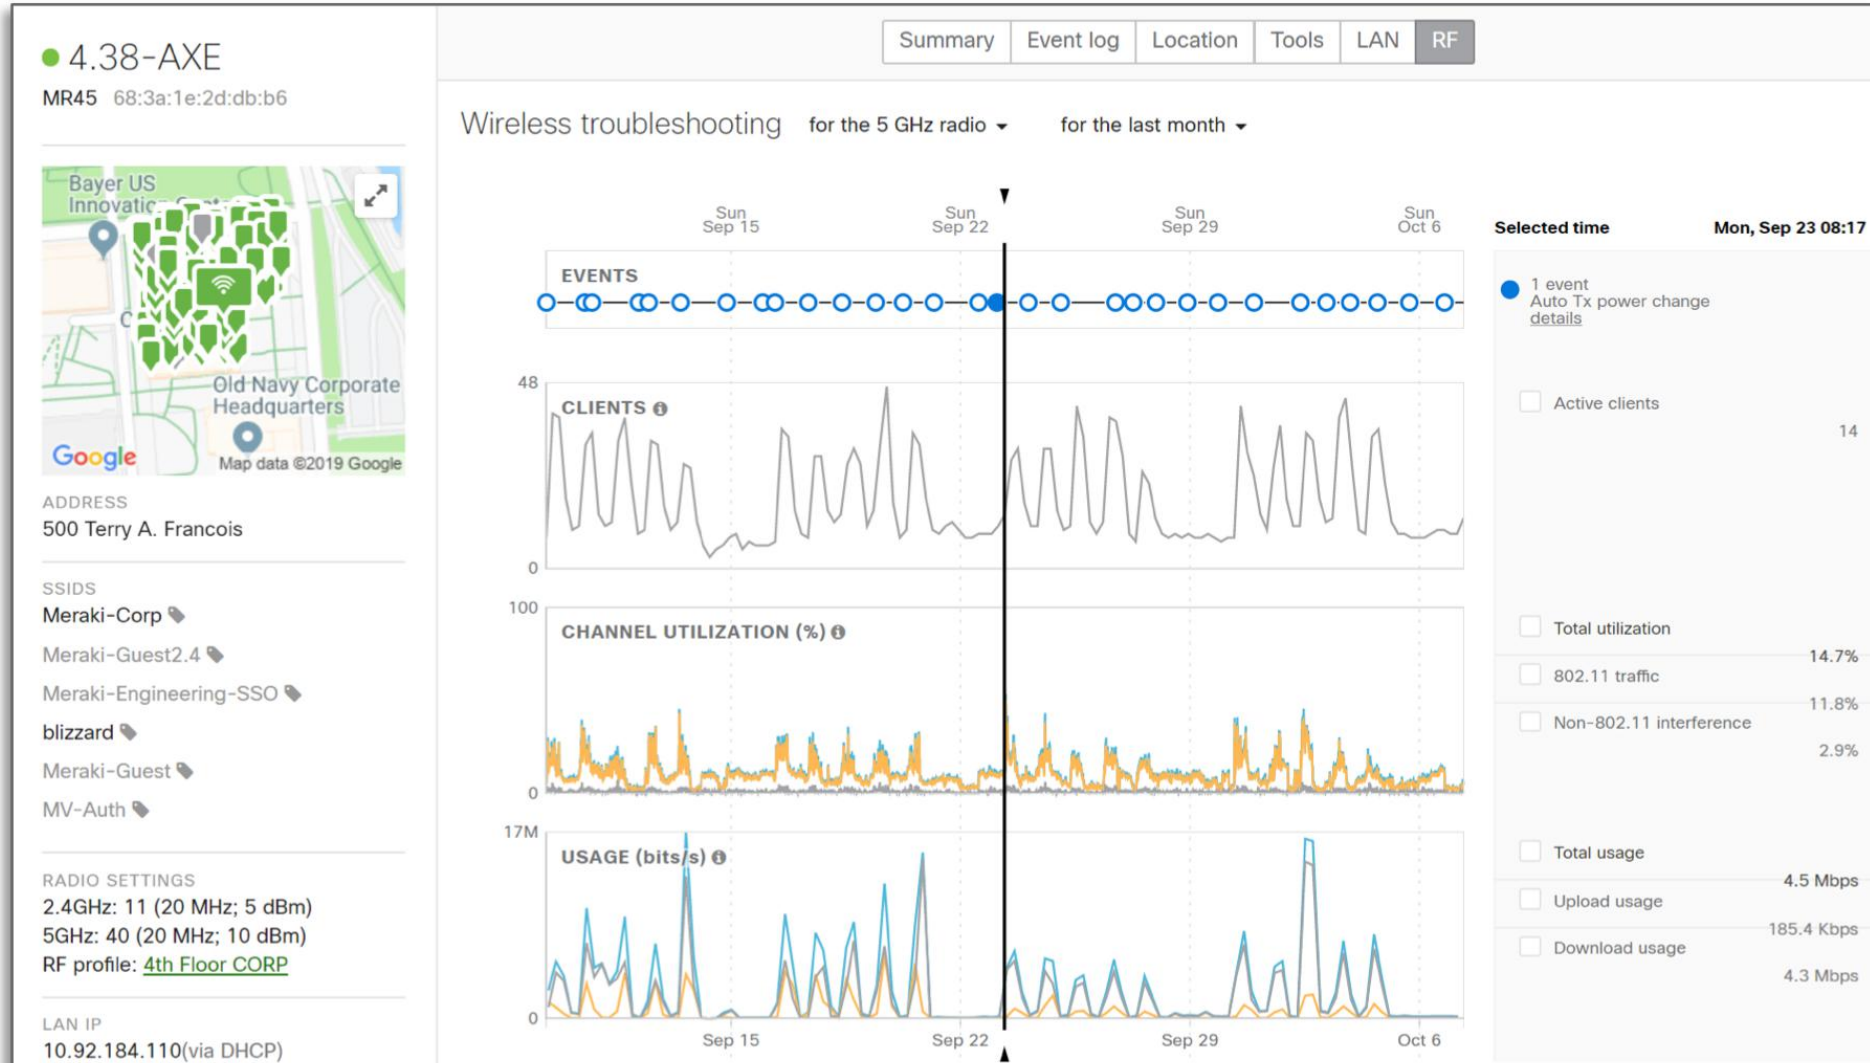 4.38-AXE
MR45 68:3a:1e:2d:db:b6
Bayer US
Innovation
Old Navy Corporate
Headquarters
Google
Map data ©2019 Google
ADDRESS
500 Terry A. Francois
SSIDS
Meraki-Corp
Meraki-Guest2.4
Meraki-Engineering-SSO
blizzard
Meraki-Guest
MV-Auth
RADIO SETTINGS
2.4GHz: 11 (20 MHz; 5 dBm)
5GHz: 40 (20 MHz; 10 dBm)
RF profile: 4th Floor CORP
LAN IP
10.92.184.110(via DHCP)
Summary Event log Location Tools LAN RF
Wireless troubleshooting for the 5 GHz radio for the last month
Sun Sun Sun Sun
Sep 15 Sep 22 Sep 29 Oct 6
EVENTS
48
CLIENTS
0
100
CHANNEL UTILIZATION (%)
0
17M
USAGE (bits/s)
0
Sep 15 Sep 22 Sep 29 Oct 6
Selected time Mon, Sep 23 08:17
1 event
Auto Tx power change
details
Active clients
14
Total utilization
14.7%
802.11 traffic
11.8%
Non-802.11 interference
2.9%
Total usage
4.5 Mbps
Upload usage
185.4 Kbps
Download usage
4.3 Mbps